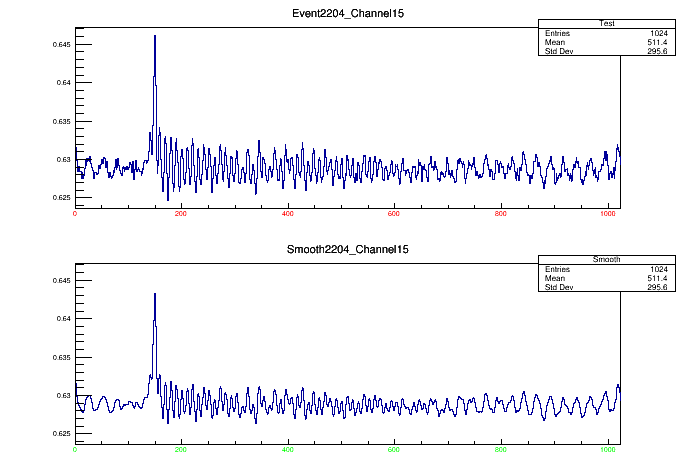 Event2204_Channel15
Test
Entries 1024
Mean 511.4
Std Dev 295.6
0.645
0.64
0.635
0.63
0.625
0 200 400 600 800 1000
Smooth2204_Channel15
Smooth
Entries 1024
Mean 511.4
Std Dev 295.6
0.645
0.64
0.635
0.63
0.625
0 200 400 600 800 1000